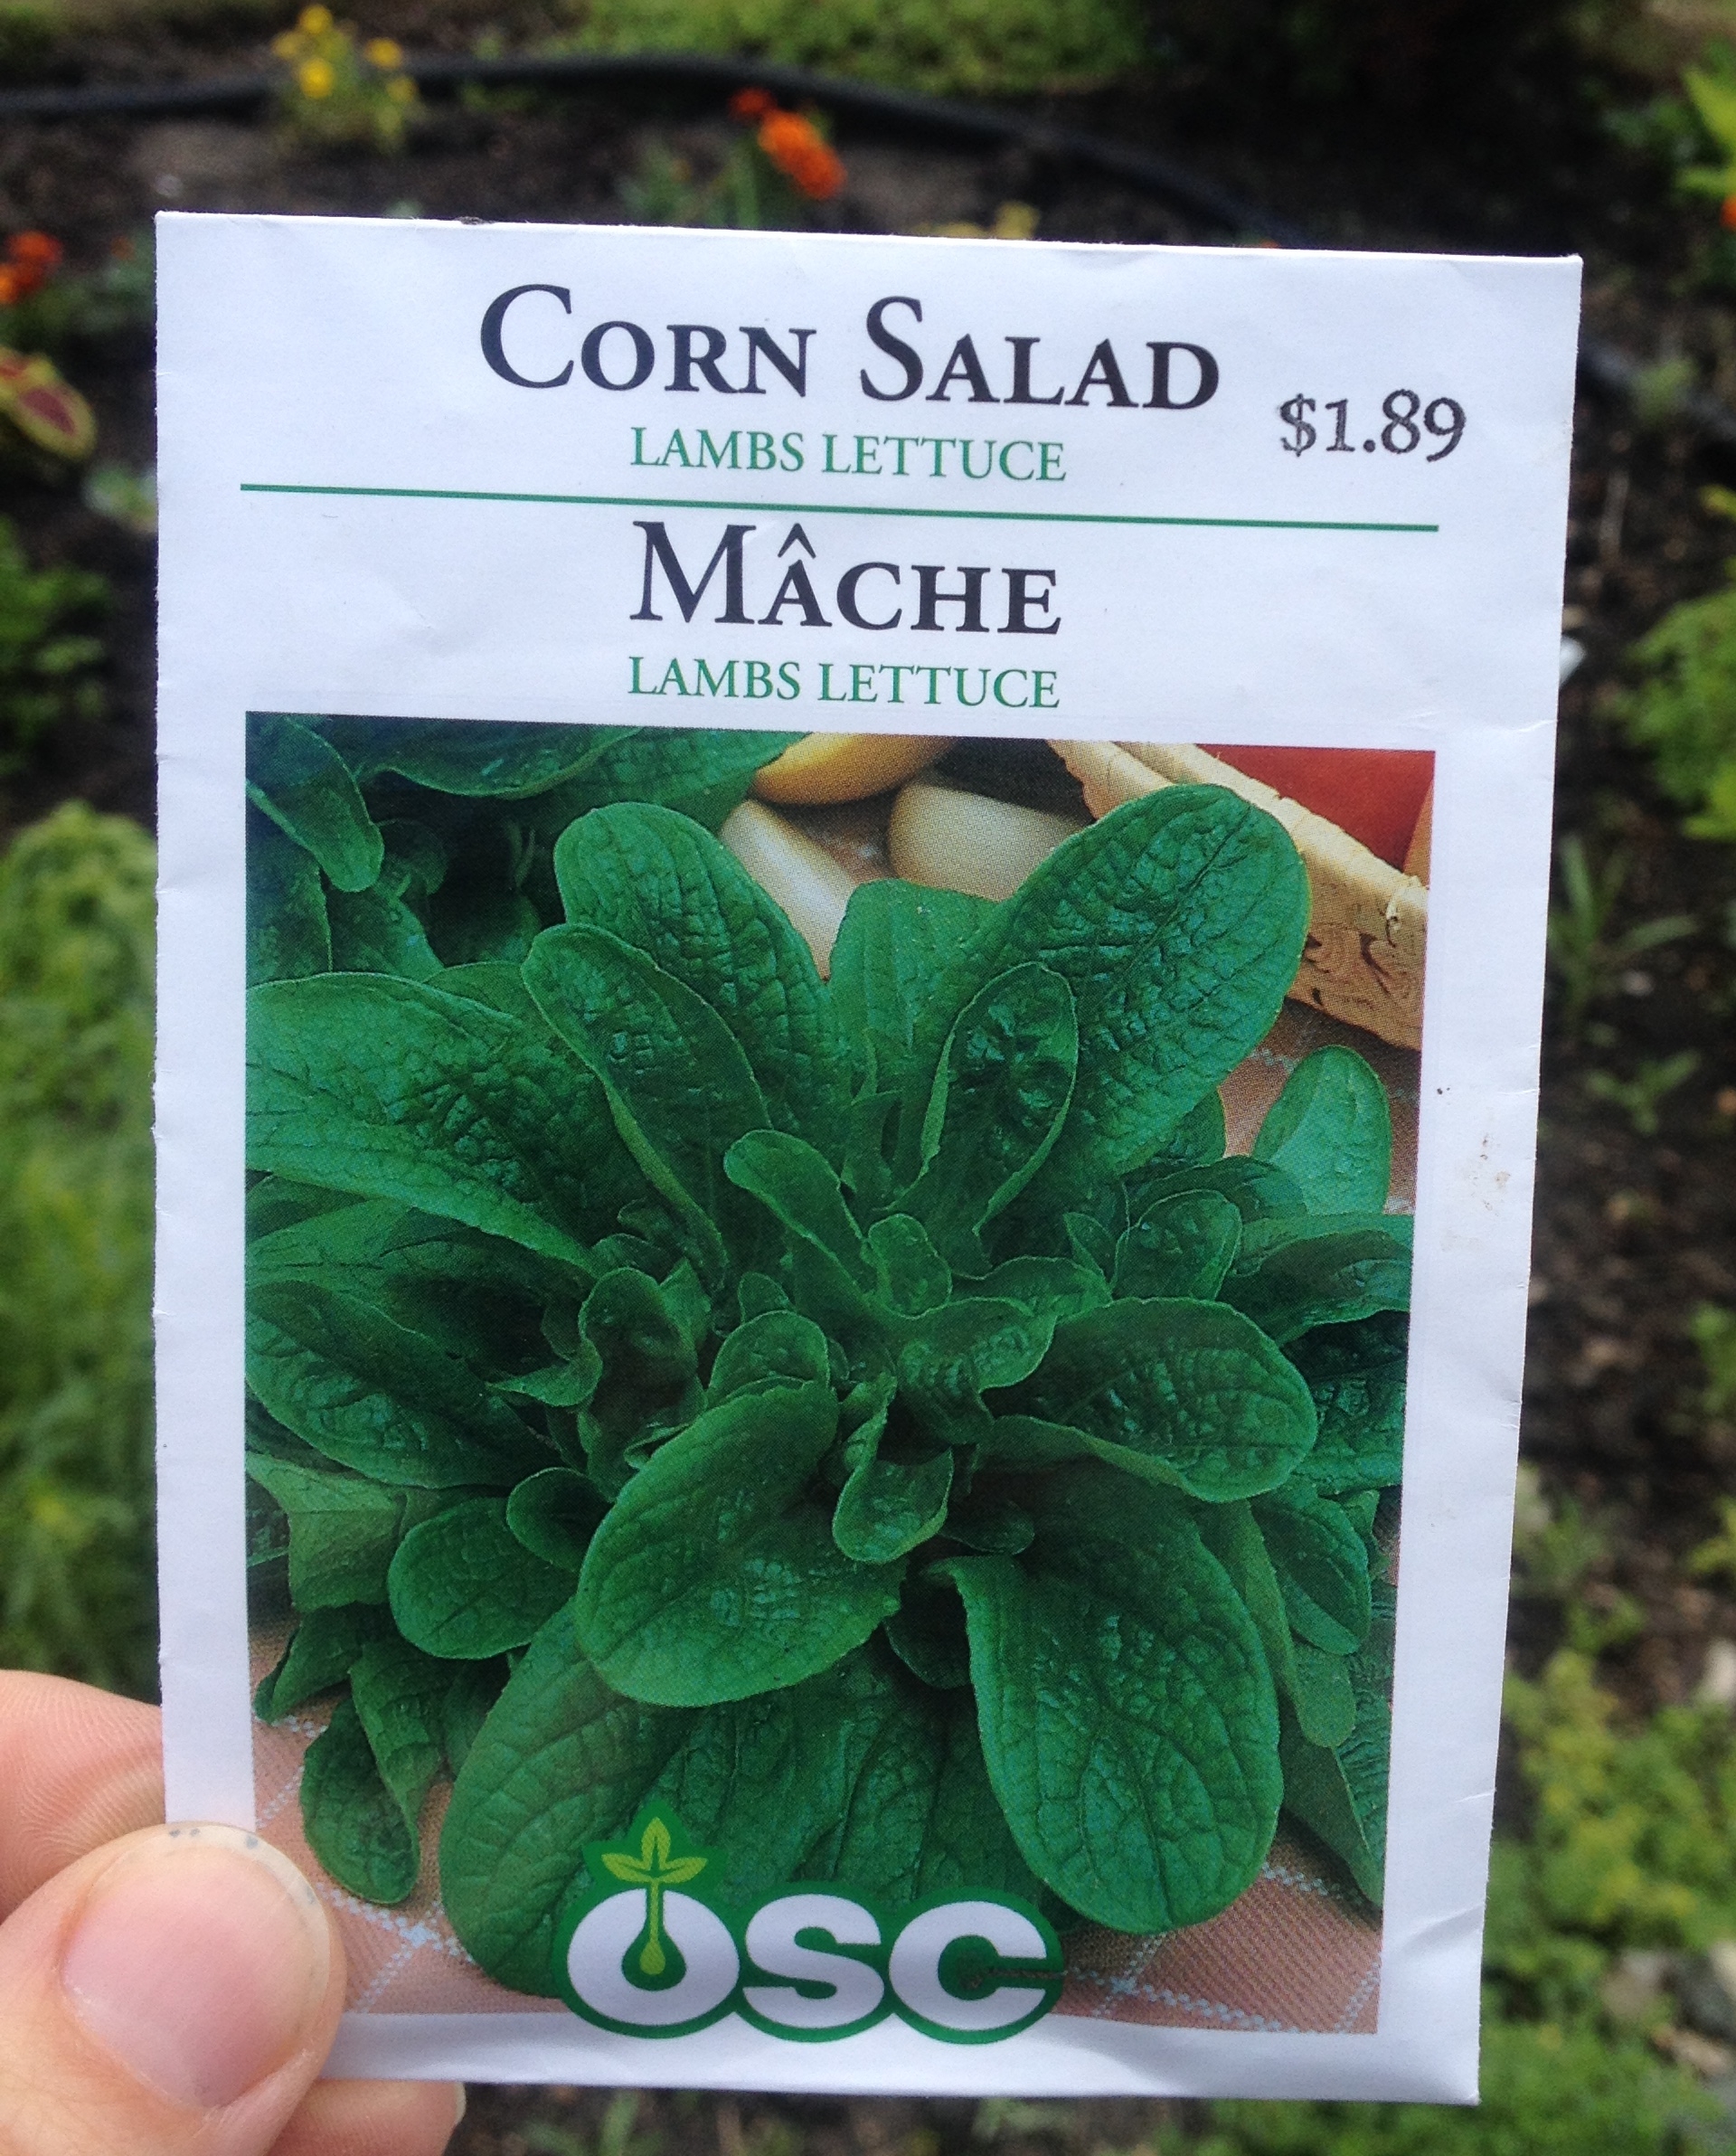 CORN SALAD
LAMBS LETTUCE
$1.89
MÂCHE
LAMBS LETTUCE
OSC